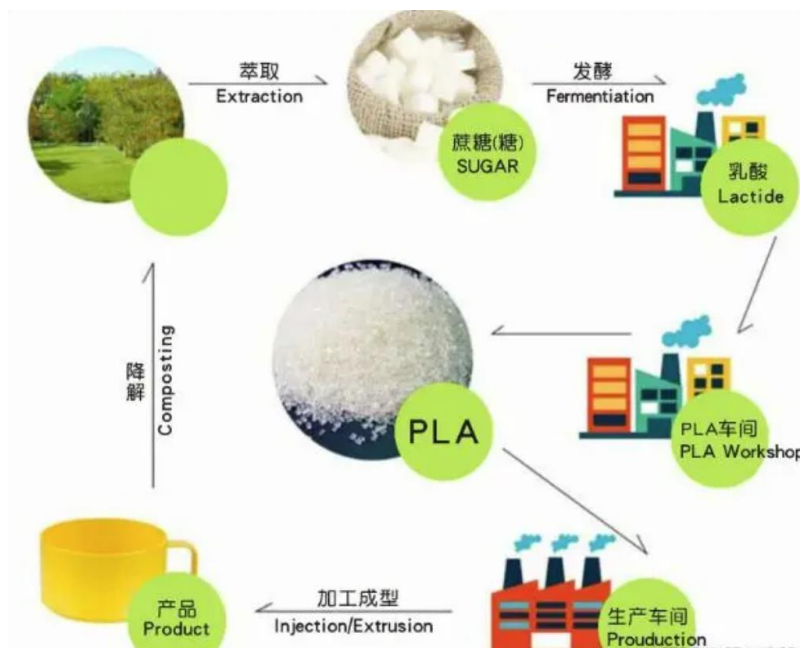 萃取
Extraction
蔗糖(糖)
SUGAR
发酵
Fermentiation
乳酸
Lactide
PLA车间
PLA Workshop
PLA
生产车间
Prouduction
加工成型
Injection/Extrusion
产品
Product
降解
Composting